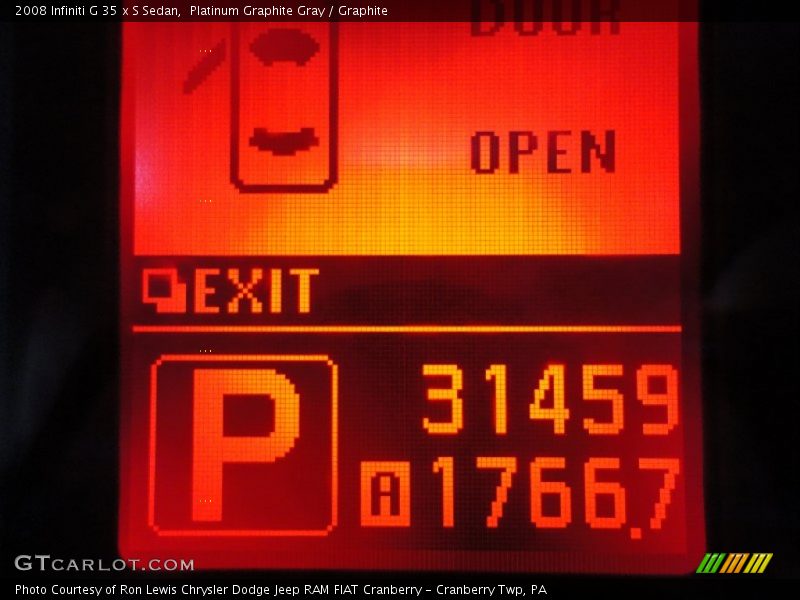 2008 Infiniti G 35 x S Sedan,  Platinum Graphite Gray / Graphite
DOOR
OPEN
EXIT
P
31459
A 1766.7
GTCARLOT.COM
Photo Courtesy of Ron Lewis Chrysler Dodge Jeep RAM FIAT Cranberry - Cranberry Twp, PA